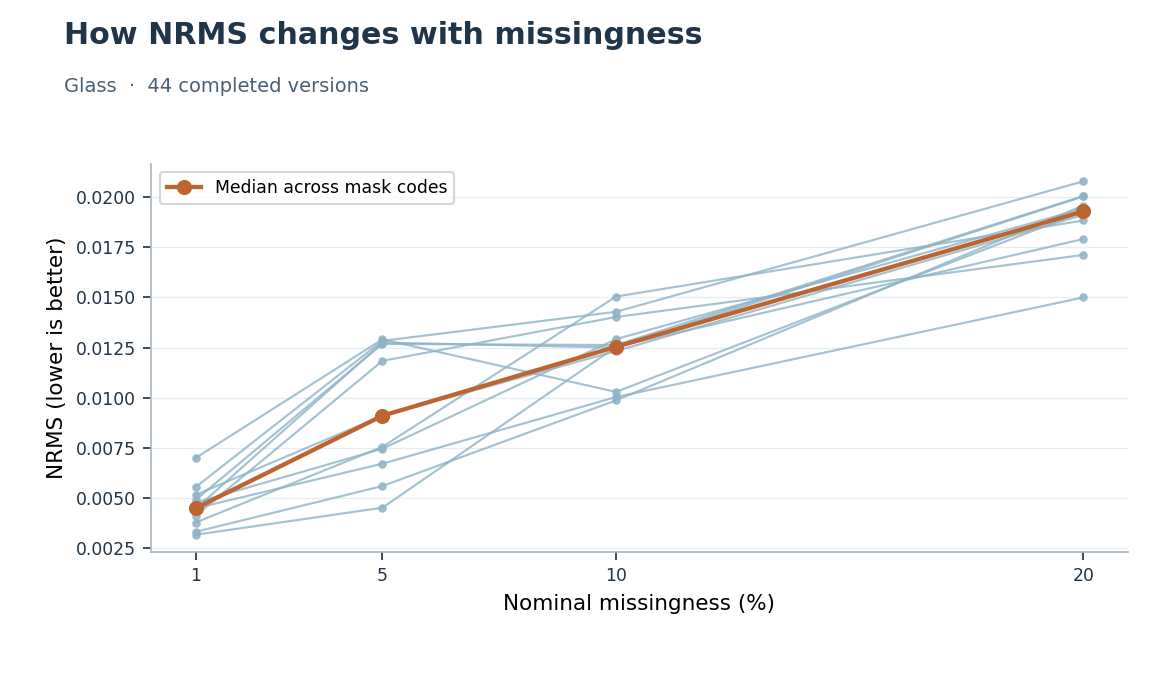 How NRMS changes with missingness
Glass · 44 completed versions
Median across mask codes
NRMS (lower is better)
0.0200
0.0175
0.0150
0.0125
0.0100
0.0075
0.0050
0.0025
1 5 10 20
Nominal missingness (%)